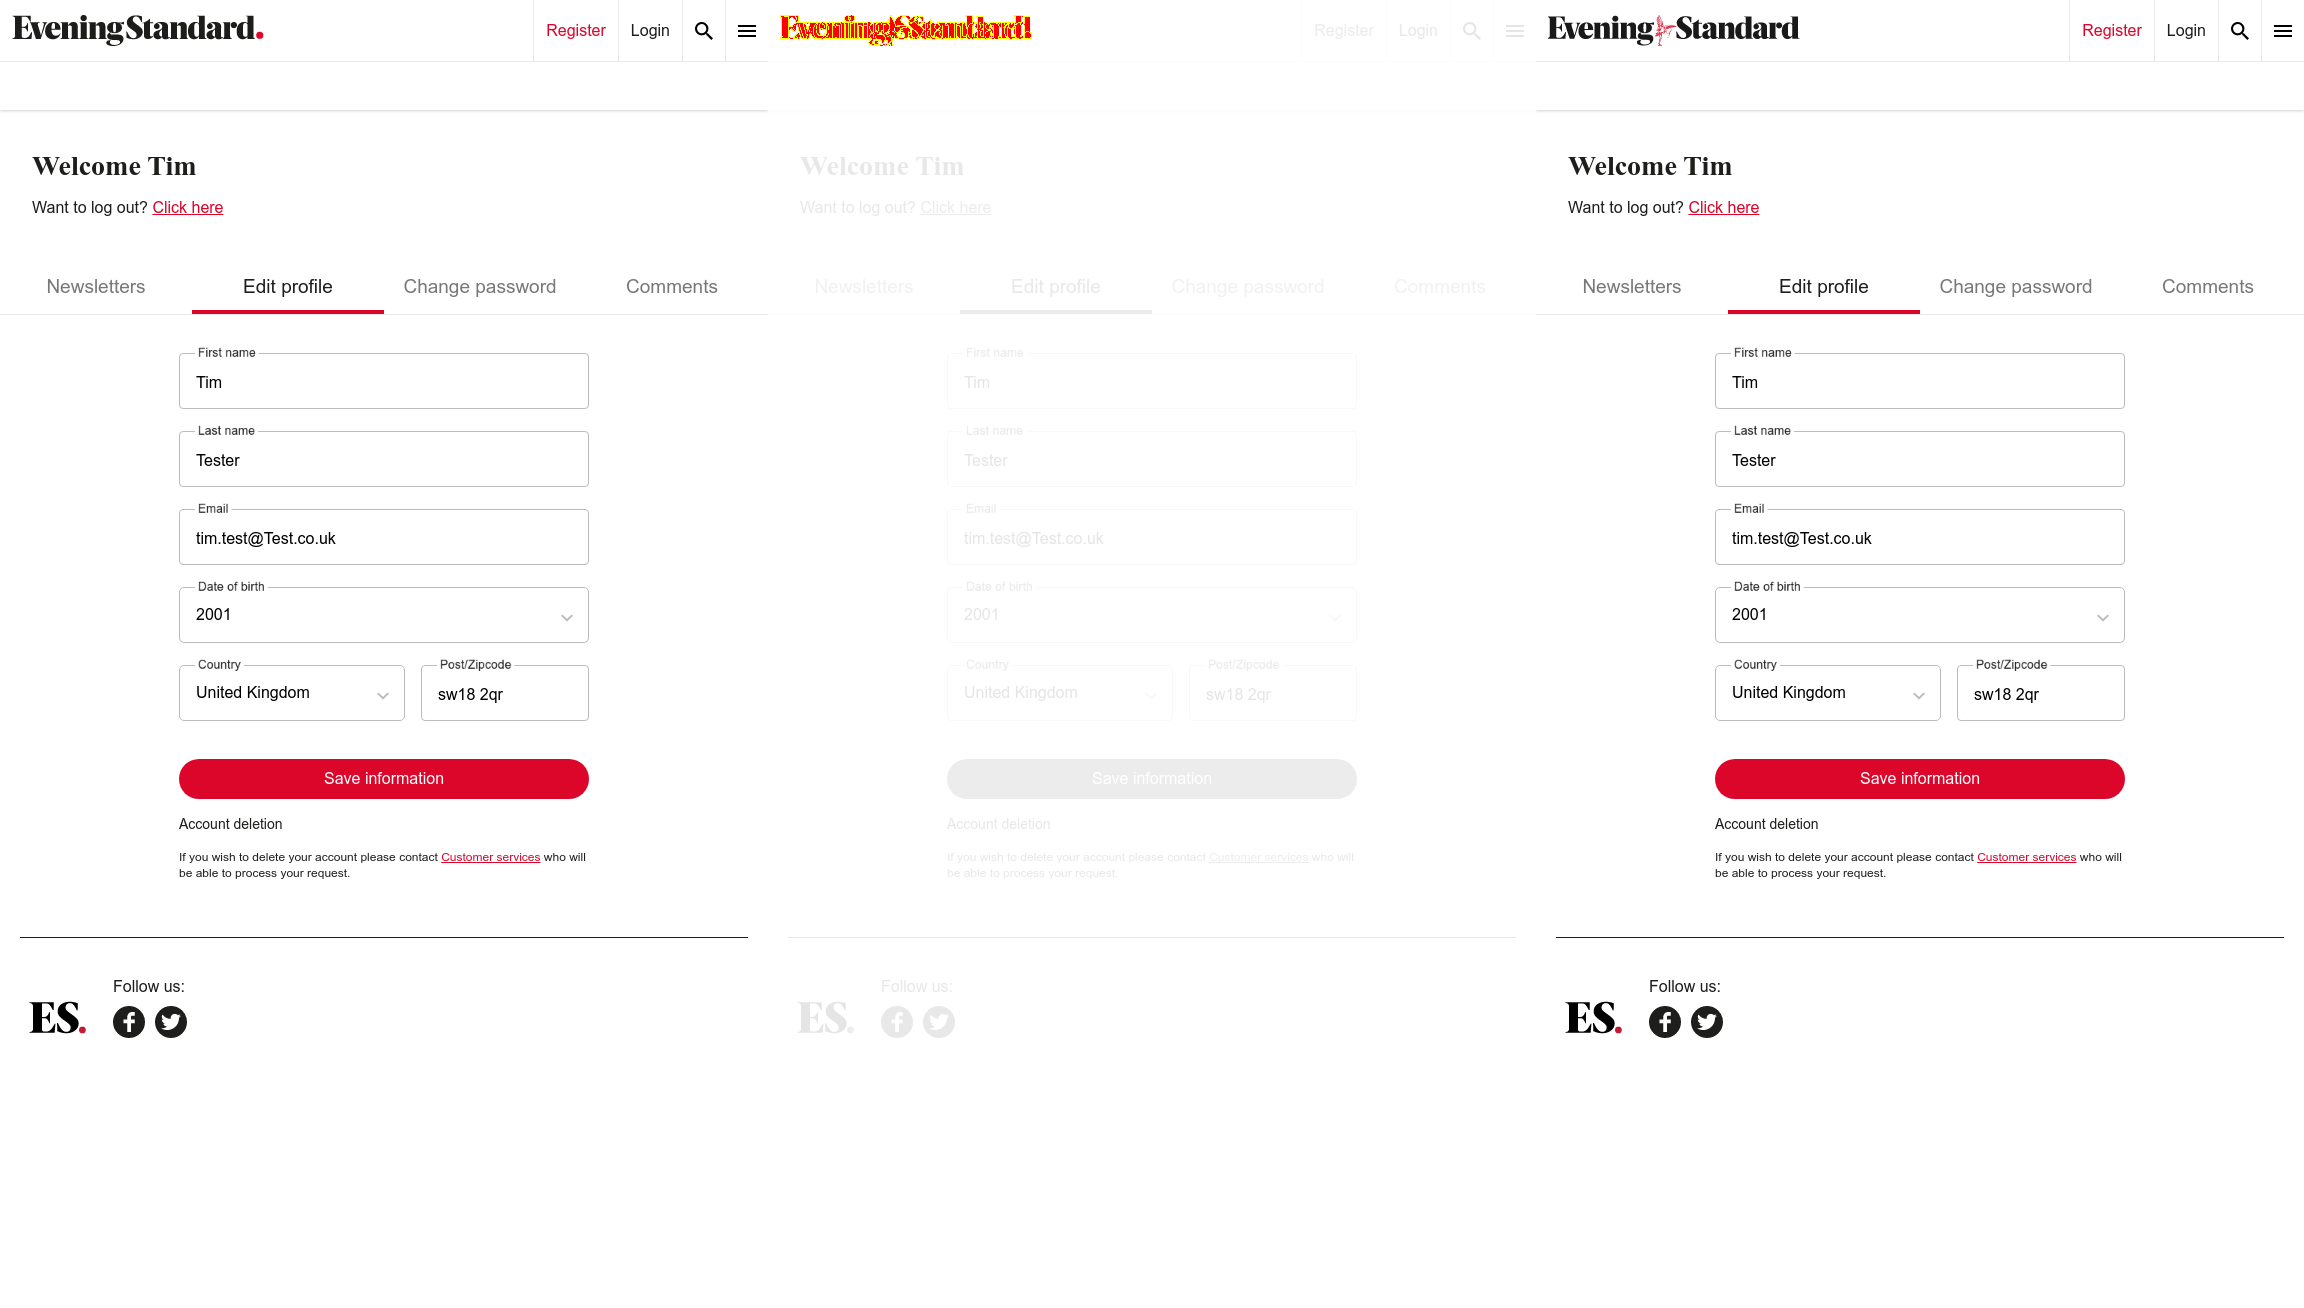 Evening Standard.
Register
Login
Welcome Tim
Want to log out? Click here
Newsletters
Edit profile
Change password
Comments
First name
Tim
Last name
Tester
Email
tim.test@Test.co.uk
Date of birth
2001
Country
United Kingdom
Post/Zipcode
sw18 2qr
Save information
Account deletion
If you wish to delete your account please contact Customer services who will
be able to process your request.
ES.
Follow us:
Evening Standard
Register
Login
Welcome Tim
Want to log out? Click here
Newsletters
Edit profile
Change password
Comments
First name
Tim
Last name
Tester
Email
tim.test@Test.co.uk
Date of birth
2001
Country
United Kingdom
Post/Zipcode
sw18 2qr
Save information
Account deletion
If you wish to delete your account please contact Customer services who will
be able to process your request.
ES.
Follow us:
Evening Standard
Register
Login
Welcome Tim
Want to log out? Click here
Newsletters
Edit profile
Change password
Comments
First name
Tim
Last name
Tester
Email
tim.test@Test.co.uk
Date of birth
2001
Country
United Kingdom
Post/Zipcode
sw18 2qr
Save information
Account deletion
If you wish to delete your account please contact Customer services who will
be able to process your request.
ES.
Follow us: